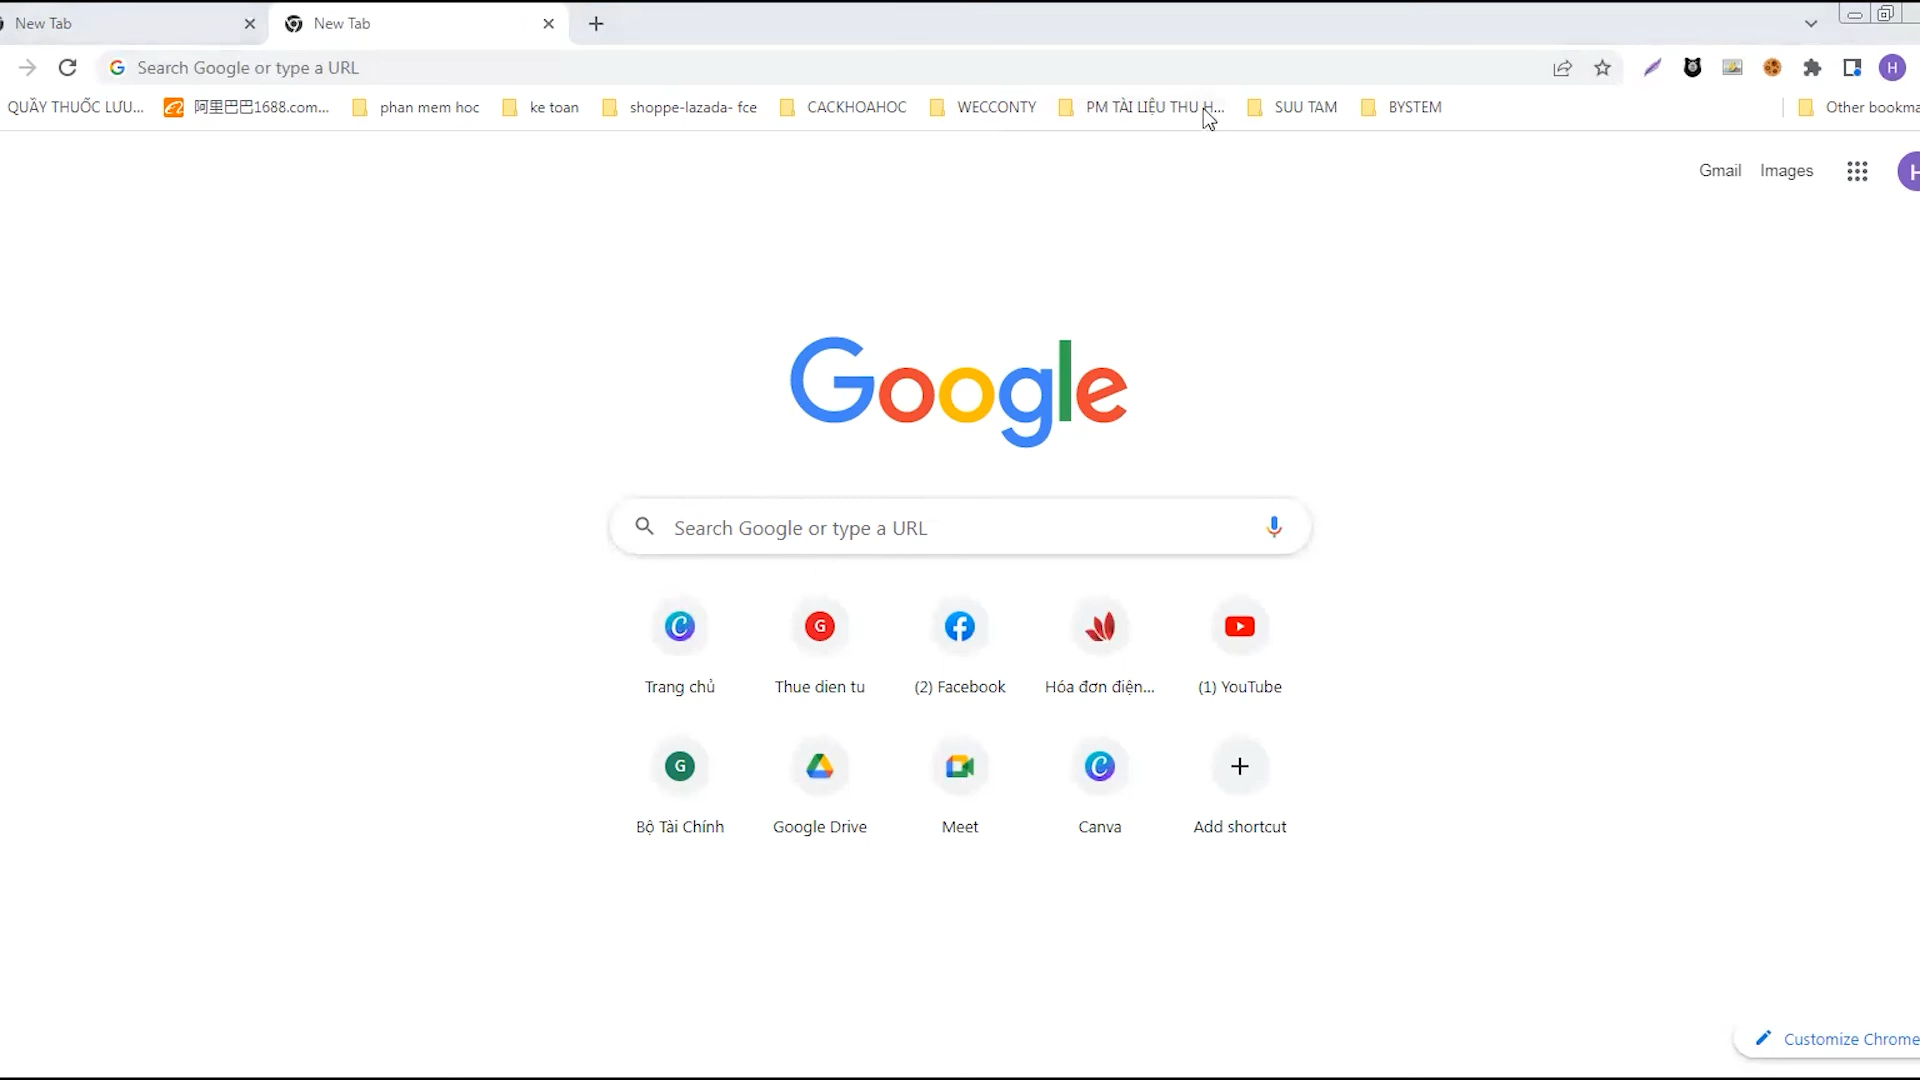 New Tab
New Tab
Search Google or type a URL
H
QUẦY THUỐC LƯU...
阿里巴巴1688.com...
phan mem hoc
ke toan
shoppe-lazada- fce
CACKHOAHOC
WECCONTY
PM TÀI LIỆU THU H...
SUU TAM
BYSTEM
Other bookma
Gmail
Images
H
Google
Search Google or type a URL
Trang chủ
G
Thue dien tu
(2) Facebook
Hóa đơn điện...
(1) YouTube
G
Bộ Tài Chính
Google Drive
Meet
Canva
Add shortcut
Customize Chrome